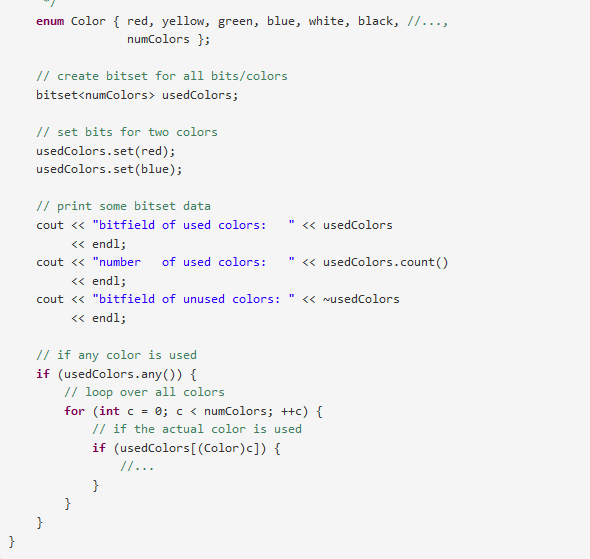 */
enum Color { red, yellow, green, blue, white, black, //...,
numColors };
// create bitset for all bits/colors
bitset<numColors> usedColors;
// set bits for two colors
usedColors.set(red);
usedColors.set(blue);
// print some bitset data
cout << "bitfield of used colors:   " << usedColors
<< endl;
cout << "number   of used colors:   " << usedColors.count()
<< endl;
cout << "bitfield of unused colors: " << ~usedColors
<< endl;
// if any color is used
if (usedColors.any()) {
// loop over all colors
for (int c = 0; c < numColors; ++c) {
// if the actual color is used
if (usedColors[(Color)c]) {
//...
}
}
}
}